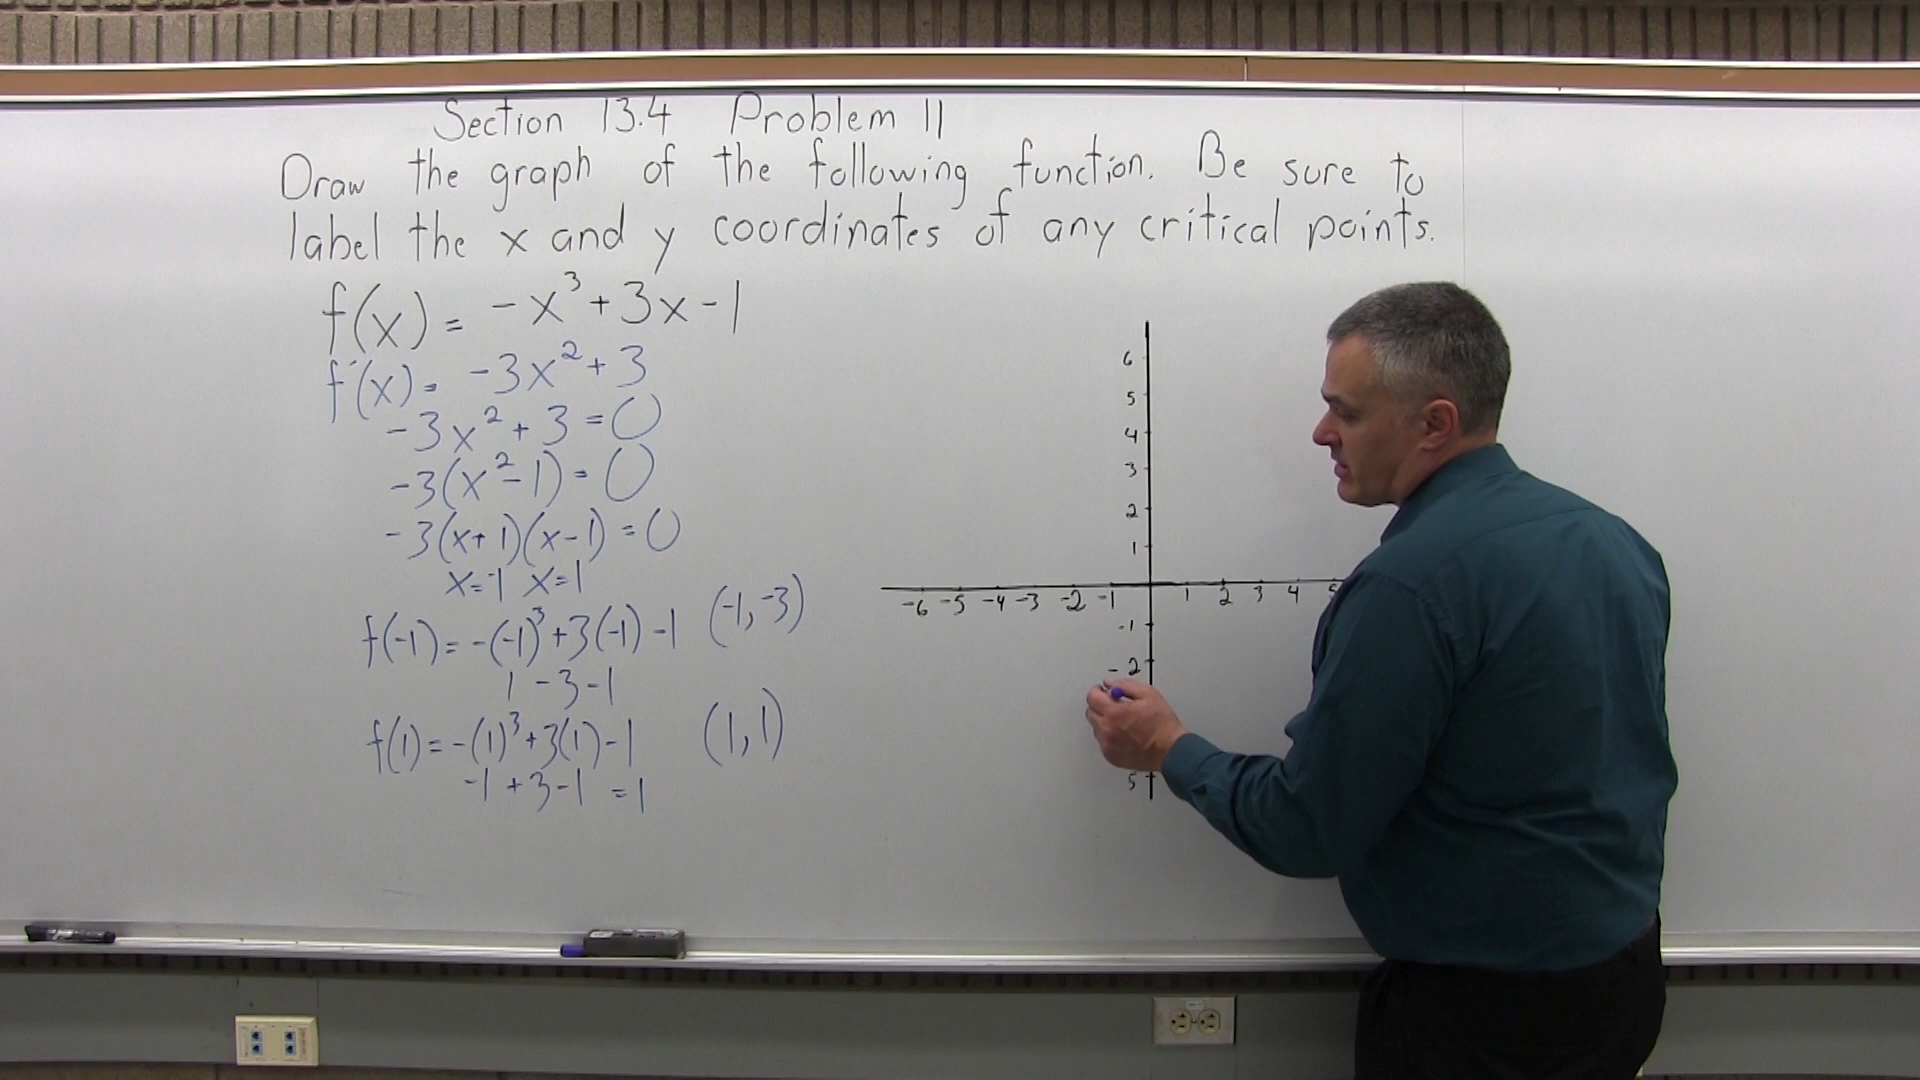 Section 13.4 Problem 11
Draw the graph of the following function. Be sure to
label the x and y coordinates of any critical points.
f(x) = -x³+3x-1
f'(x) = -3x²+3
-3x²+3=0
-3(x²-1)=0
-3(x+1)(x-1)=0
x=-1 x=1
f(-1)=-(-1)³+3(-1)-1 (-1,-3)
1-3-1
f(1)=-(1)³+3(1)-1 (1,1)
-1+3-1 =1
6
5
4
3
2
1
-6 -5 -4 -3 -2 -1 1 2 3 4 5
-1
-2
5